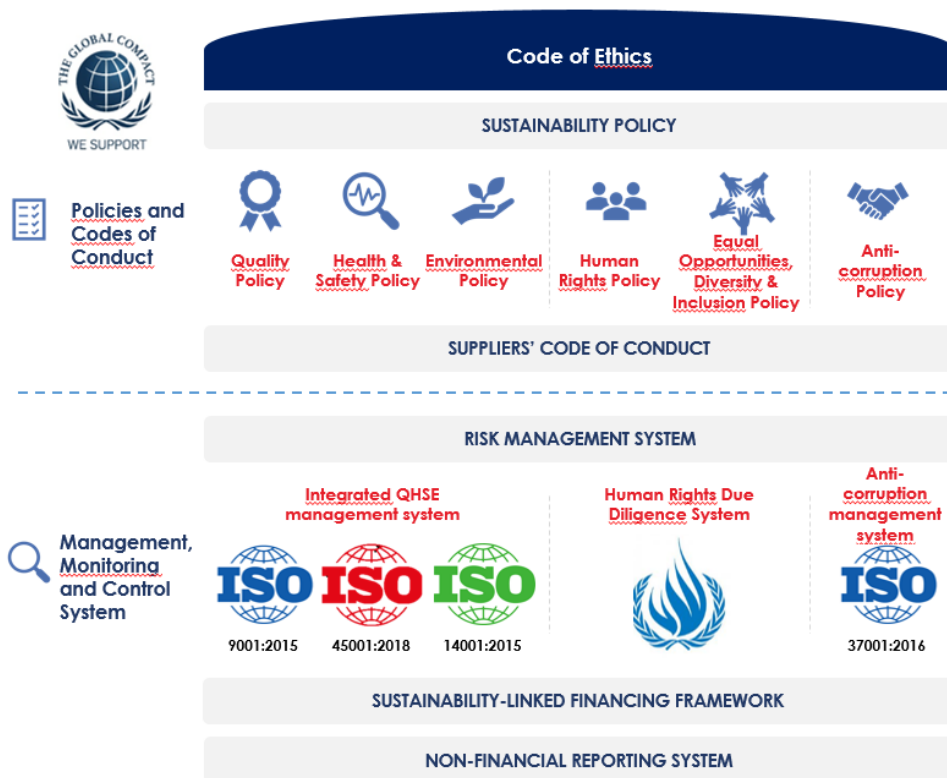 THE GLOBAL COMPACT
WE SUPPORT
Code of Ethics
SUSTAINABILITY POLICY
Policies and
Codes of
Conduct
Quality
Policy
Health &
Safety Policy
Environmental
Policy
Human
Rights Policy
Equal
Opportunities,
Diversity &
Inclusion Policy
Anti-
corruption
Policy
SUPPLIERS' CODE OF CONDUCT
RISK MANAGEMENT SYSTEM
Management,
Monitoring
and Control
System
Integrated QHSE
management system
ISO
9001:2015
ISO
45001:2018
ISO
14001:2015
Human Rights Due
Diligence System
Anti-
corruption
management
system
ISO
37001:2016
SUSTAINABILITY-LINKED FINANCING FRAMEWORK
NON-FINANCIAL REPORTING SYSTEM